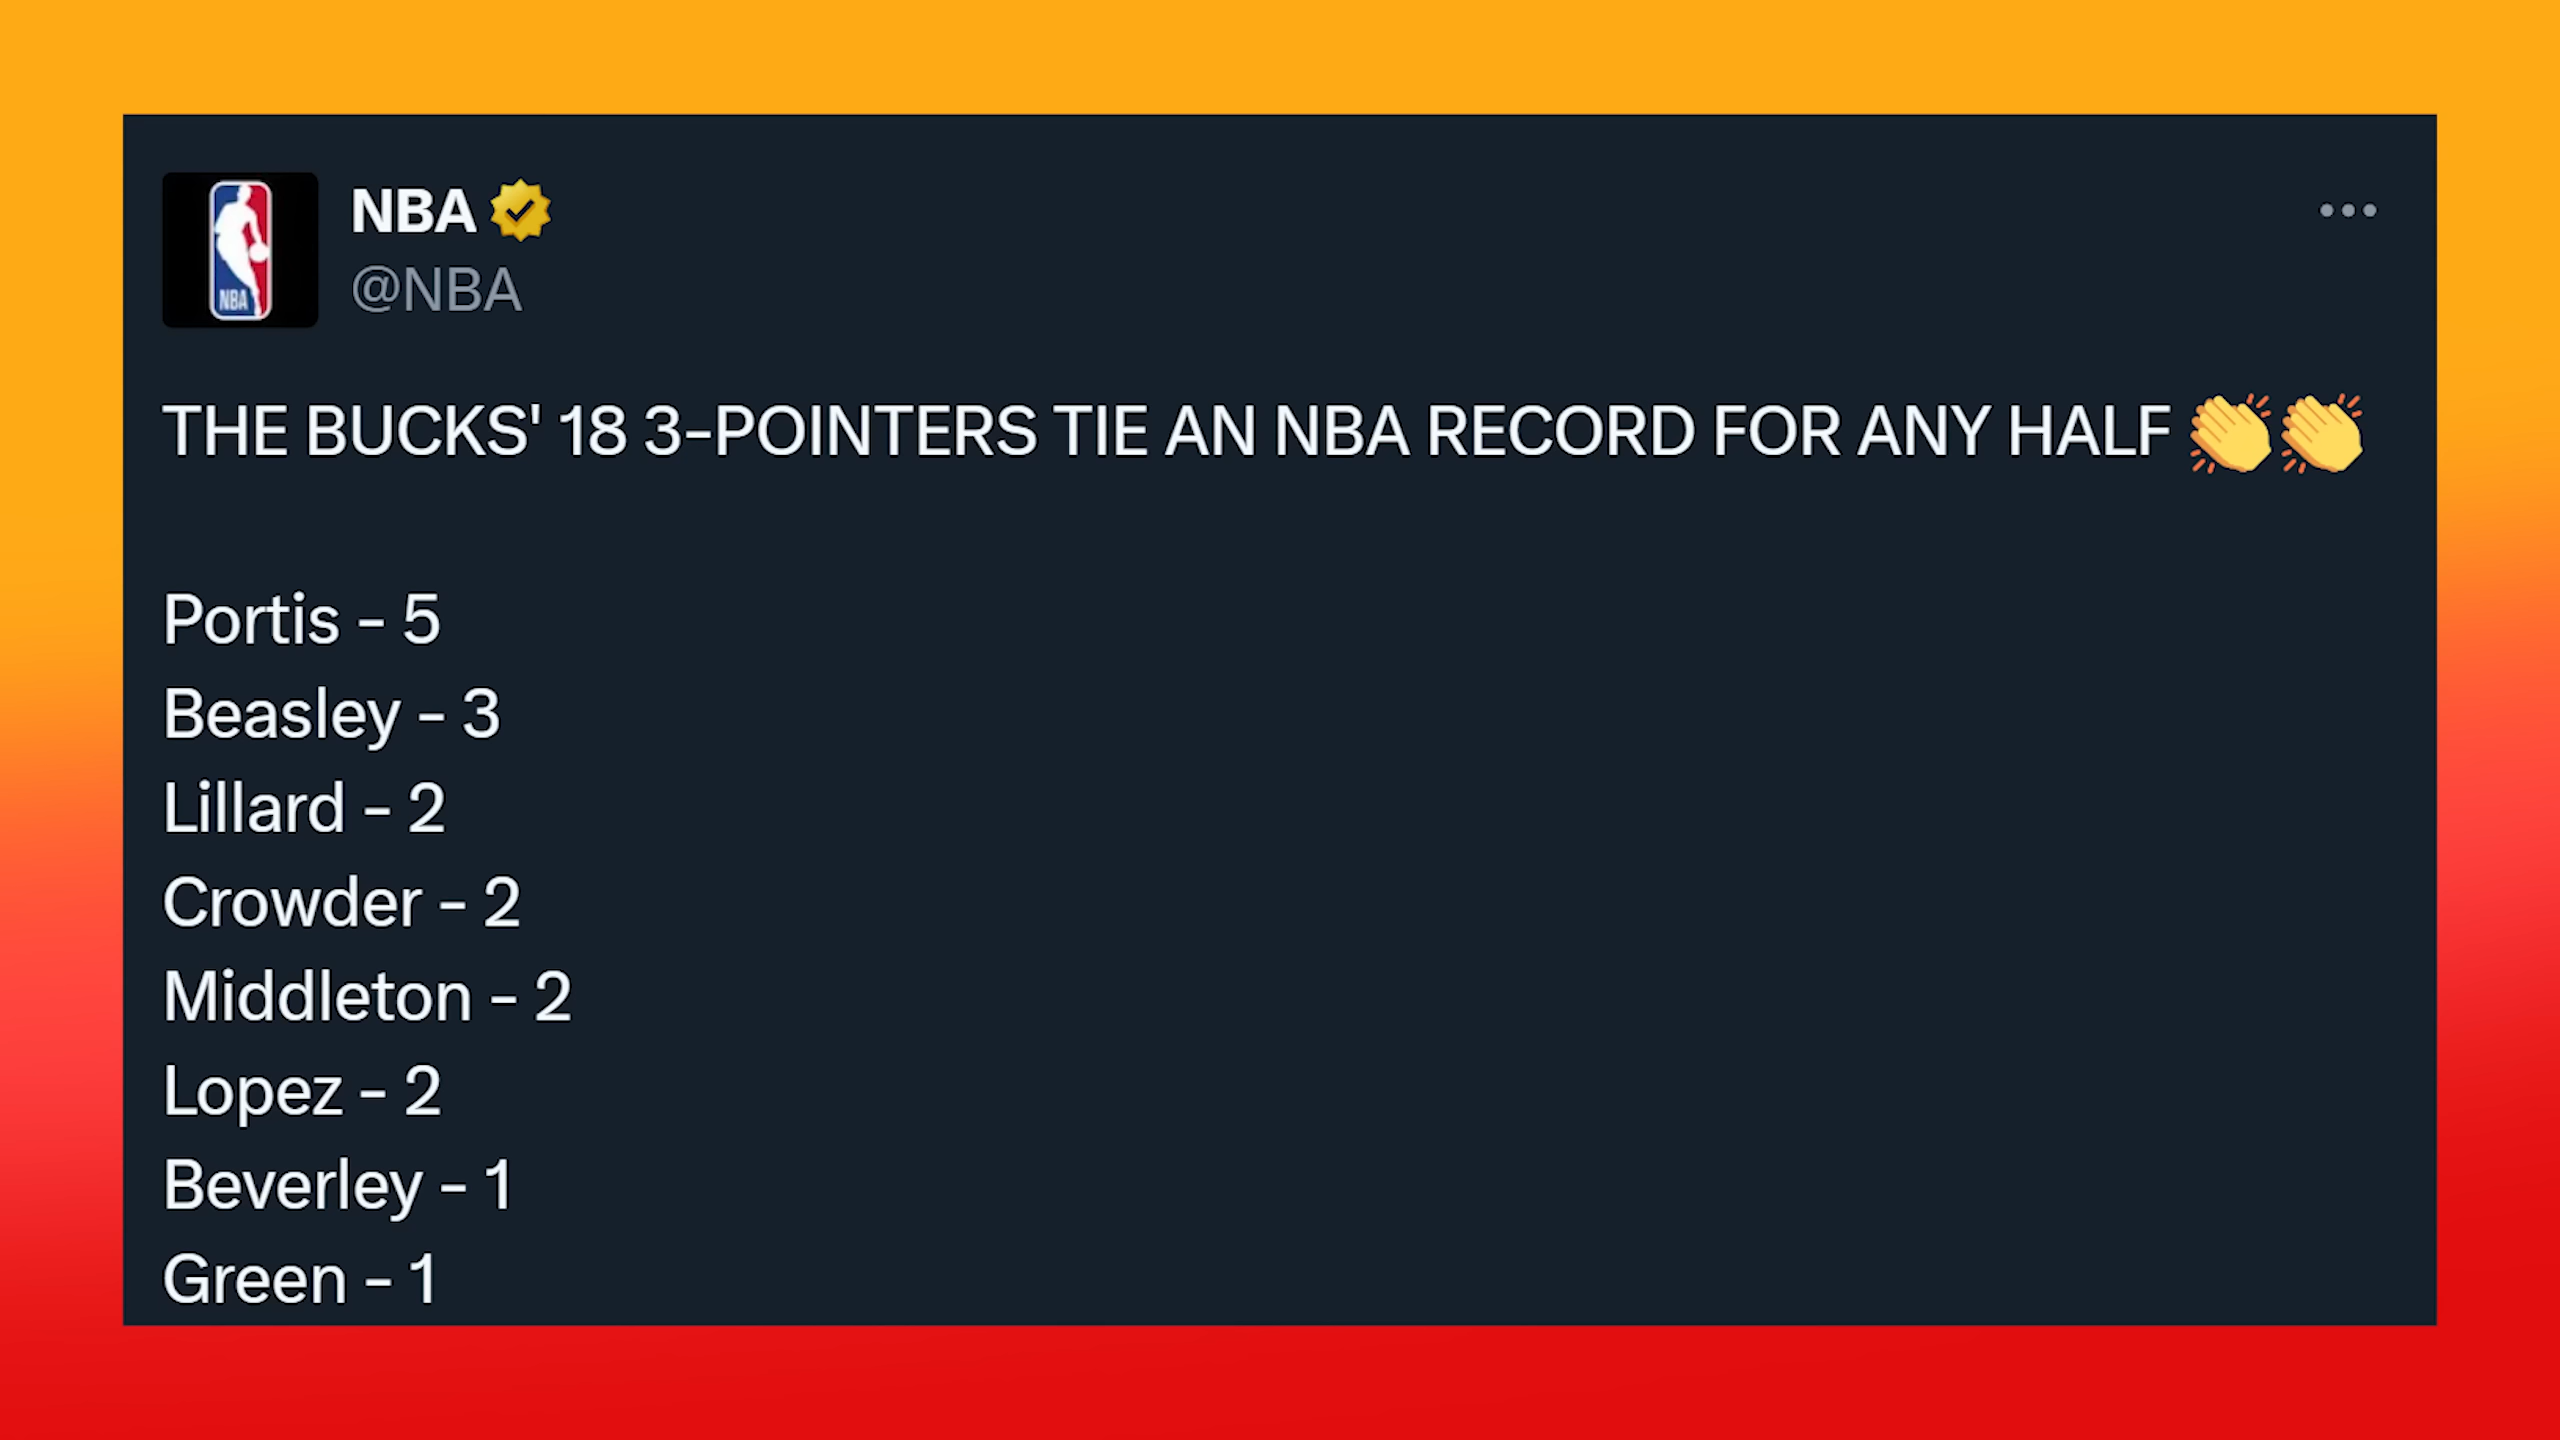 NBA
NBA
@NBA
THE BUCKS' 18 3-POINTERS TIE AN NBA RECORD FOR ANY HALF 👏👏
Portis - 5
Beasley - 3
Lillard - 2
Crowder - 2
Middleton - 2
Lopez - 2
Beverley - 1
Green - 1